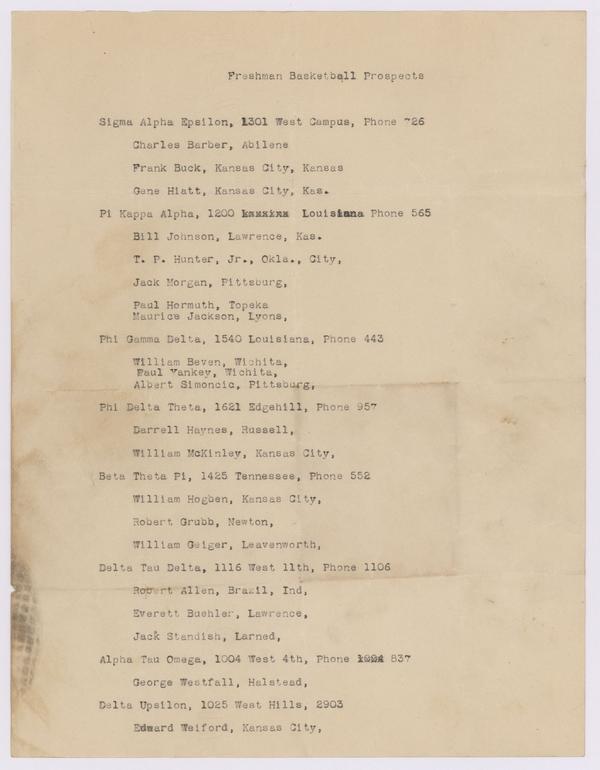 Freshman Basketball Prospects
Sigma Alpha Epsilon, 1301 West Campus, Phone 726
Charles Barber, Abilene
Frank Buck, Kansas City, Kansas
Gene Hiatt, Kansas City, Kas.
Pi Kappa Alpha, 1200 Louisiana Phone 565
Bill Johnson, Lawrence, Kas.
T. P. Hunter, Jr., Okla., City,
Jack Morgan, Pittsburg,
Paul Hormuth, Topeka
Maurice Jackson, Lyons,
Phi Gamma Delta, 1540 Louisiana, Phone 443
William Beven, Wichita,
Paul Yankey, Wichita,
Albert Simoncic, Pittsburg,
Phi Delta Theta, 1621 Edgehill, Phone 957
Darrell Haynes, Russell,
William McKinley, Kansas City,
Beta Theta Pi, 1425 Tennessee, Phone 552
William Hogben, Kansas City,
Robert Grubb, Newton,
William Geiger, Leavenworth,
Delta Tau Delta, 1116 West 11th, Phone 1106
Robert Allen, Brazil, Ind,
Everett Buehler, Lawrence,
Jack Standish, Larned,
Alpha Tau Omega, 1004 West 4th, Phone 837
George Westfall, Halstead,
Delta Upsilon, 1025 West Hills, 2903
Edward Weiford, Kansas City,